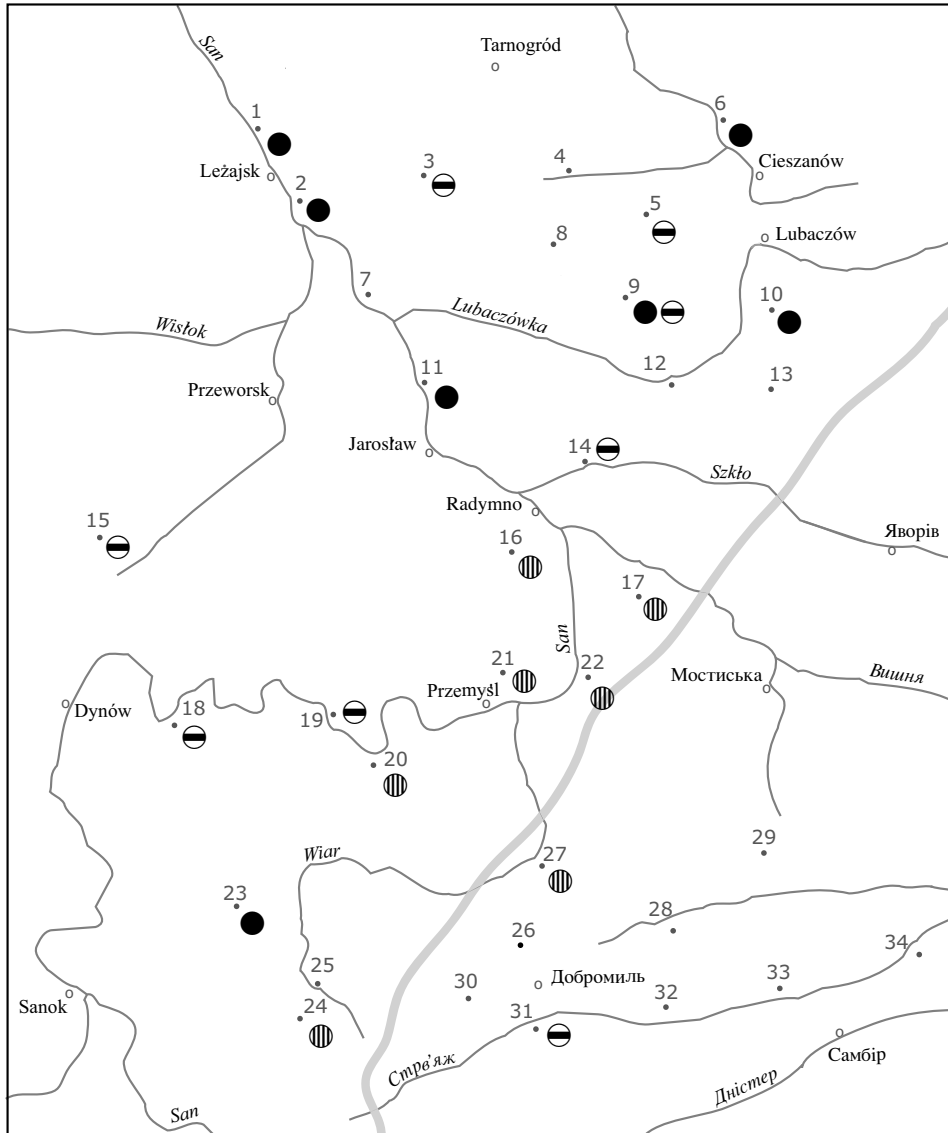 San
Tarnogród
1
6
Leżajsk
3
4
Cieszanów
2
5
8
Lubaczów
7
9
10
Wisłok
Lubaczówka
11
12
13
Przeworsk
Jarosław
14
Szkło
Radymno
15
16
Яворів
17
San
21
22
Przemyśl
Мостиська
Вишня
Dynów
18
19
20
Wiar
27
29
23
28
26
34
25
30
Добромиль
33
Sanok
24
31
32
Стрв’яж
Самбір
Дністер
San